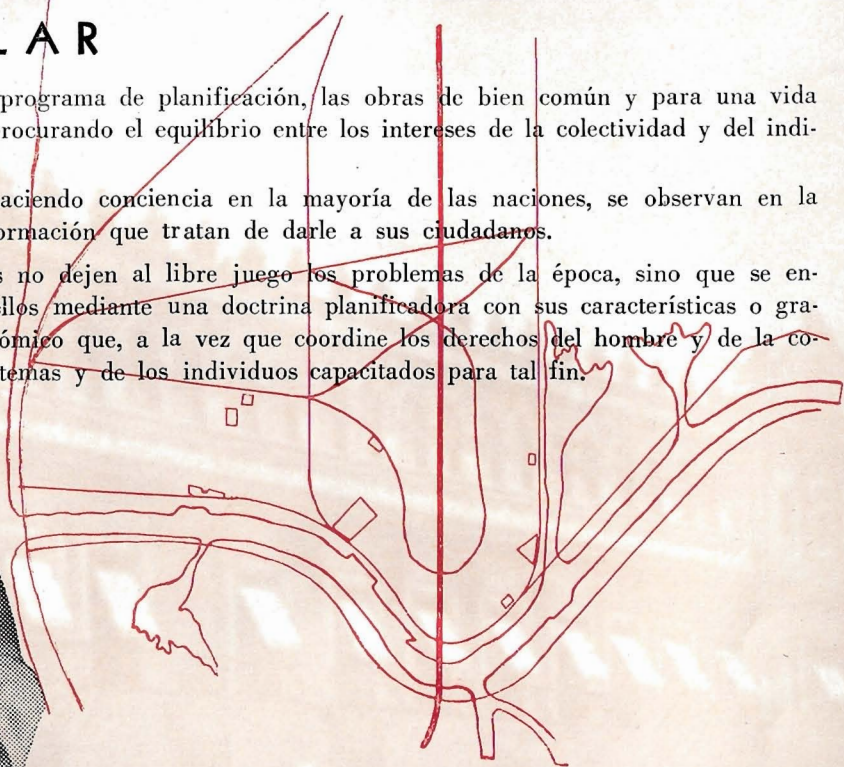 LAR
programa de planificación, las obras de bien común y para una vida
procurando el equilibrio entre los intereses de la colectividad y del indi-
aciendo conciencia en la mayoría de las naciones, se observan en la
ormación que tratan de darle a sus ciudadanos.
s no dejen al libre juego los problemas de la época, sino que se en-
llos mediante una doctrina planificadora con sus características o gra-
ómico que, a la vez que coordine los derechos del hombre y de la co-
temas y de los individuos capacitados para tal fin.